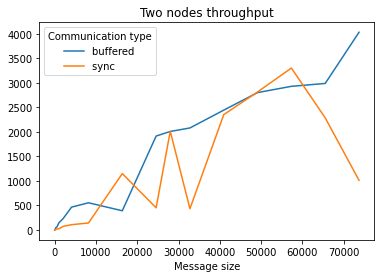 Two nodes throughput
Communication type
buffered
sync
4000
3500
3000
2500
2000
1500
1000
500
0
0 10000 20000 30000 40000 50000 60000 70000
Message size